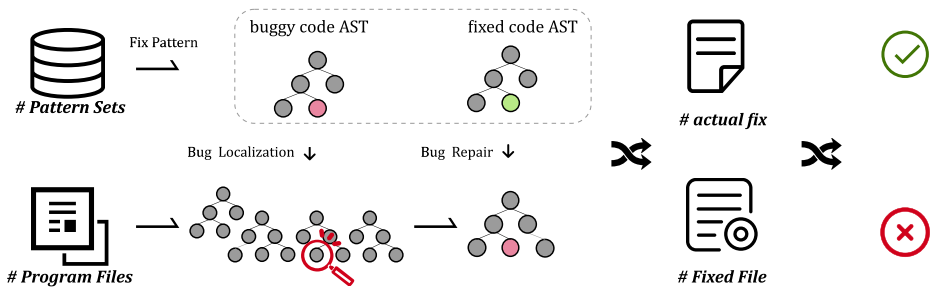 buggy code AST
fixed code AST
Fix Pattern
# Pattern Sets
# actual fix
Bug Localization
Bug Repair
# Program Files
# Fixed File